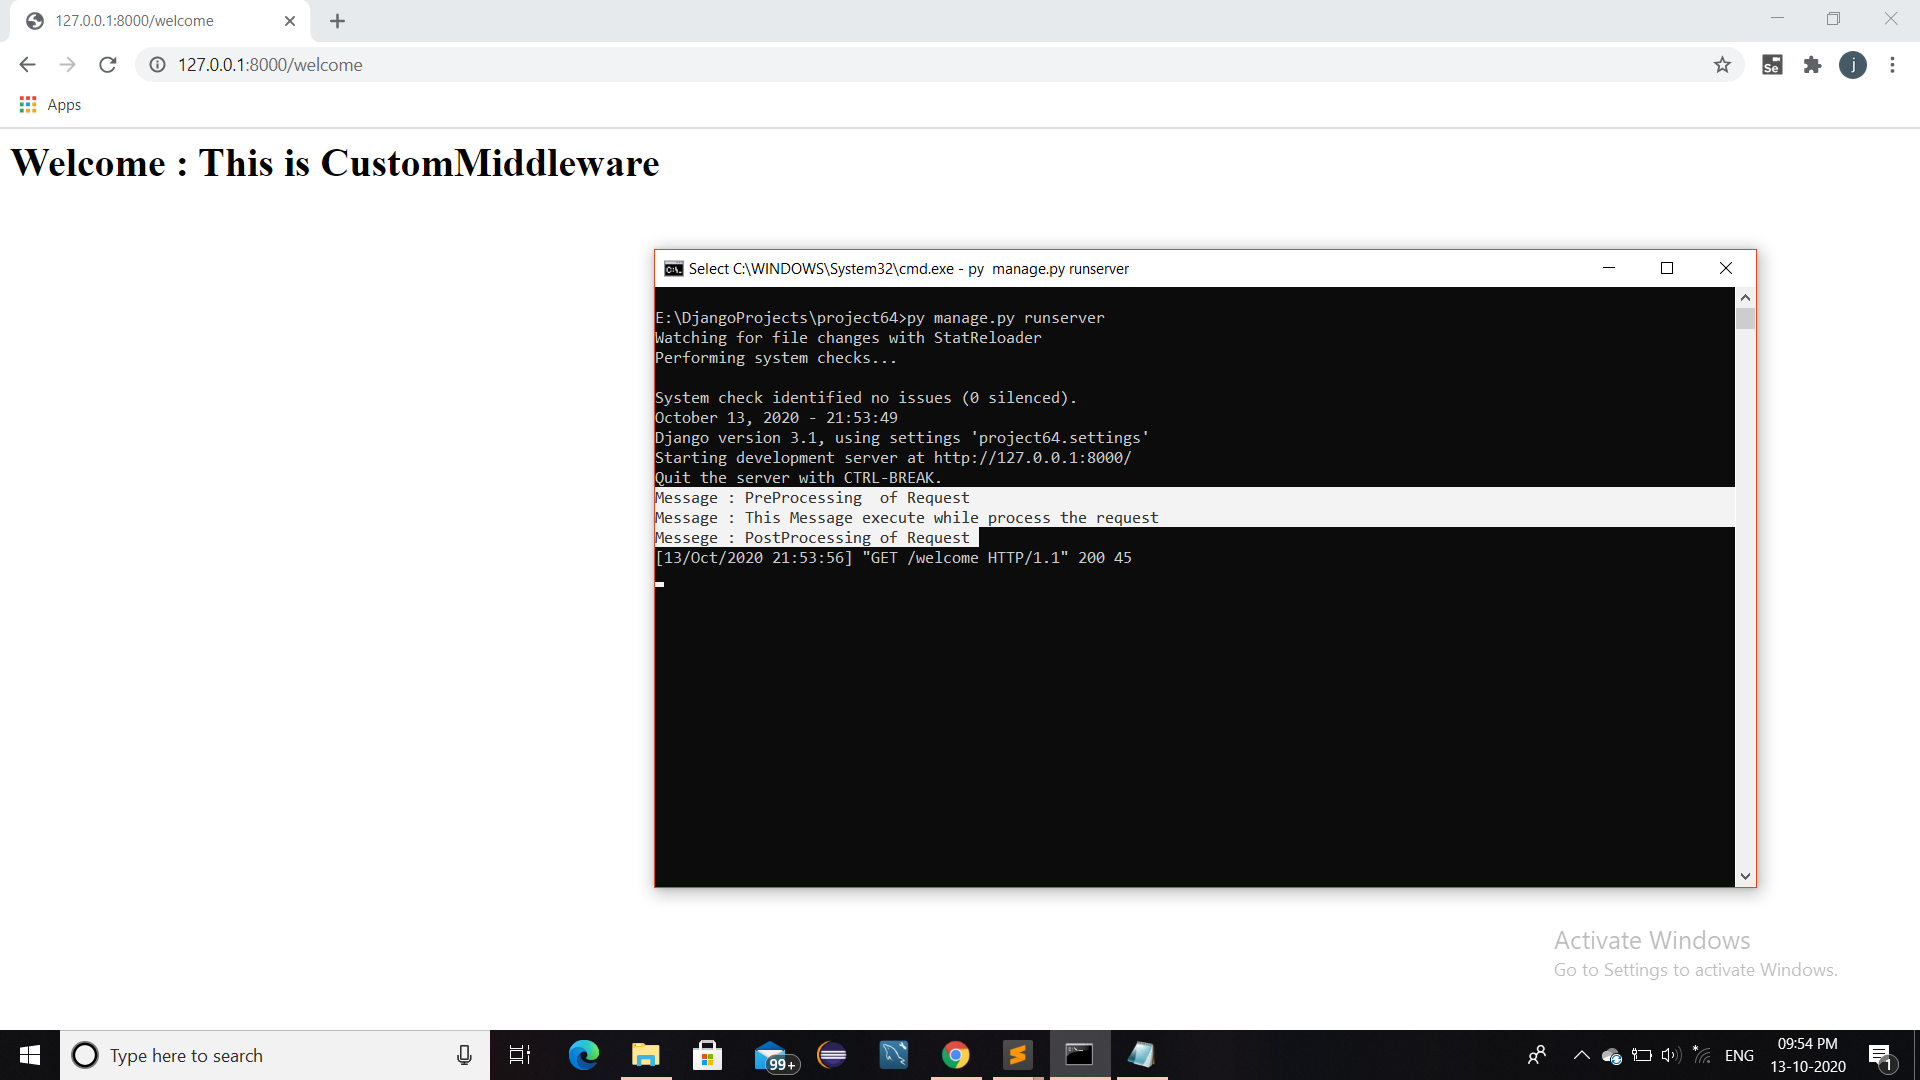 127.0.0.1:8000/welcome
127.0.0.1:8000/welcome
Se
j
Apps
Welcome : This is CustomMiddleware
C:\.
Select C:\WINDOWS\System32\cmd.exe - py  manage.py runserver
E:\DjangoProjects\project64>py manage.py runserver
Watching for file changes with StatReloader
Performing system checks...
System check identified no issues (0 silenced).
October 13, 2020 - 21:53:49
Django version 3.1, using settings 'project64.settings'
Starting development server at http://127.0.0.1:8000/
Quit the server with CTRL-BREAK.
Message : PreProcessing  of Request
Message : This Message execute while process the request
Messege : PostProcessing of Request
[13/Oct/2020 21:53:56] "GET /welcome HTTP/1.1" 200 45
Activate Windows
Go to Settings to activate Windows.
Type here to search
99+
ENG
09:54 PM
13-10-2020
1